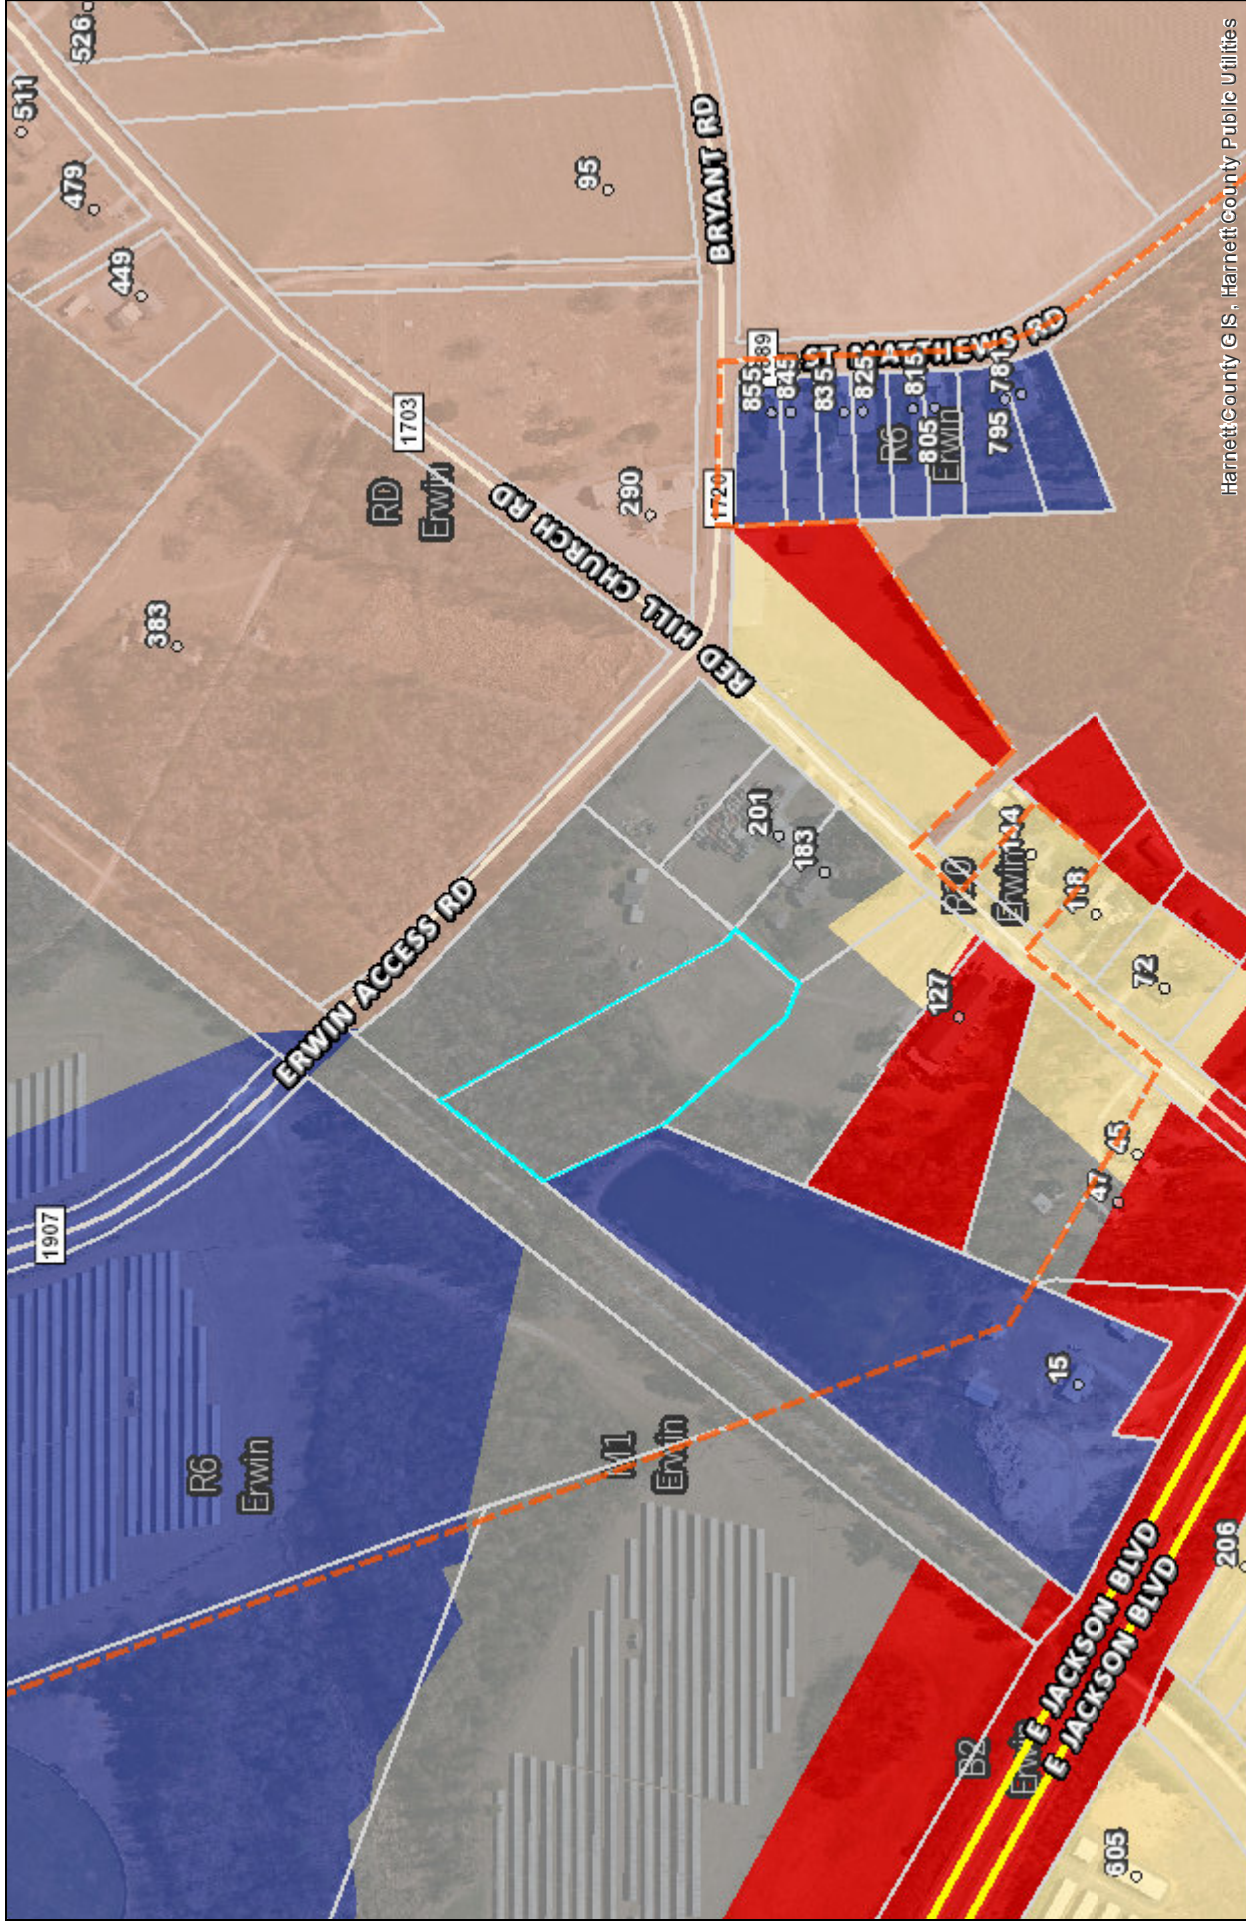 526
511
479
449
95
BRYANT RD
1703
RD
Erwin
383
290
RED HILL CHURCH RD
1720
855
845
835
825
815
805
795
781
R6
Erwin
ST MATTHEWS RD
201
183
144
Erwin
118
72
127
45
47
ERWIN ACCESS RD
1907
R6
Erwin
M1
Erwin
15
B2
Erwin
E JACKSON BLVD
E JACKSON BLVD
206
605
Harnett County GIS, Harnett County Public Utilities